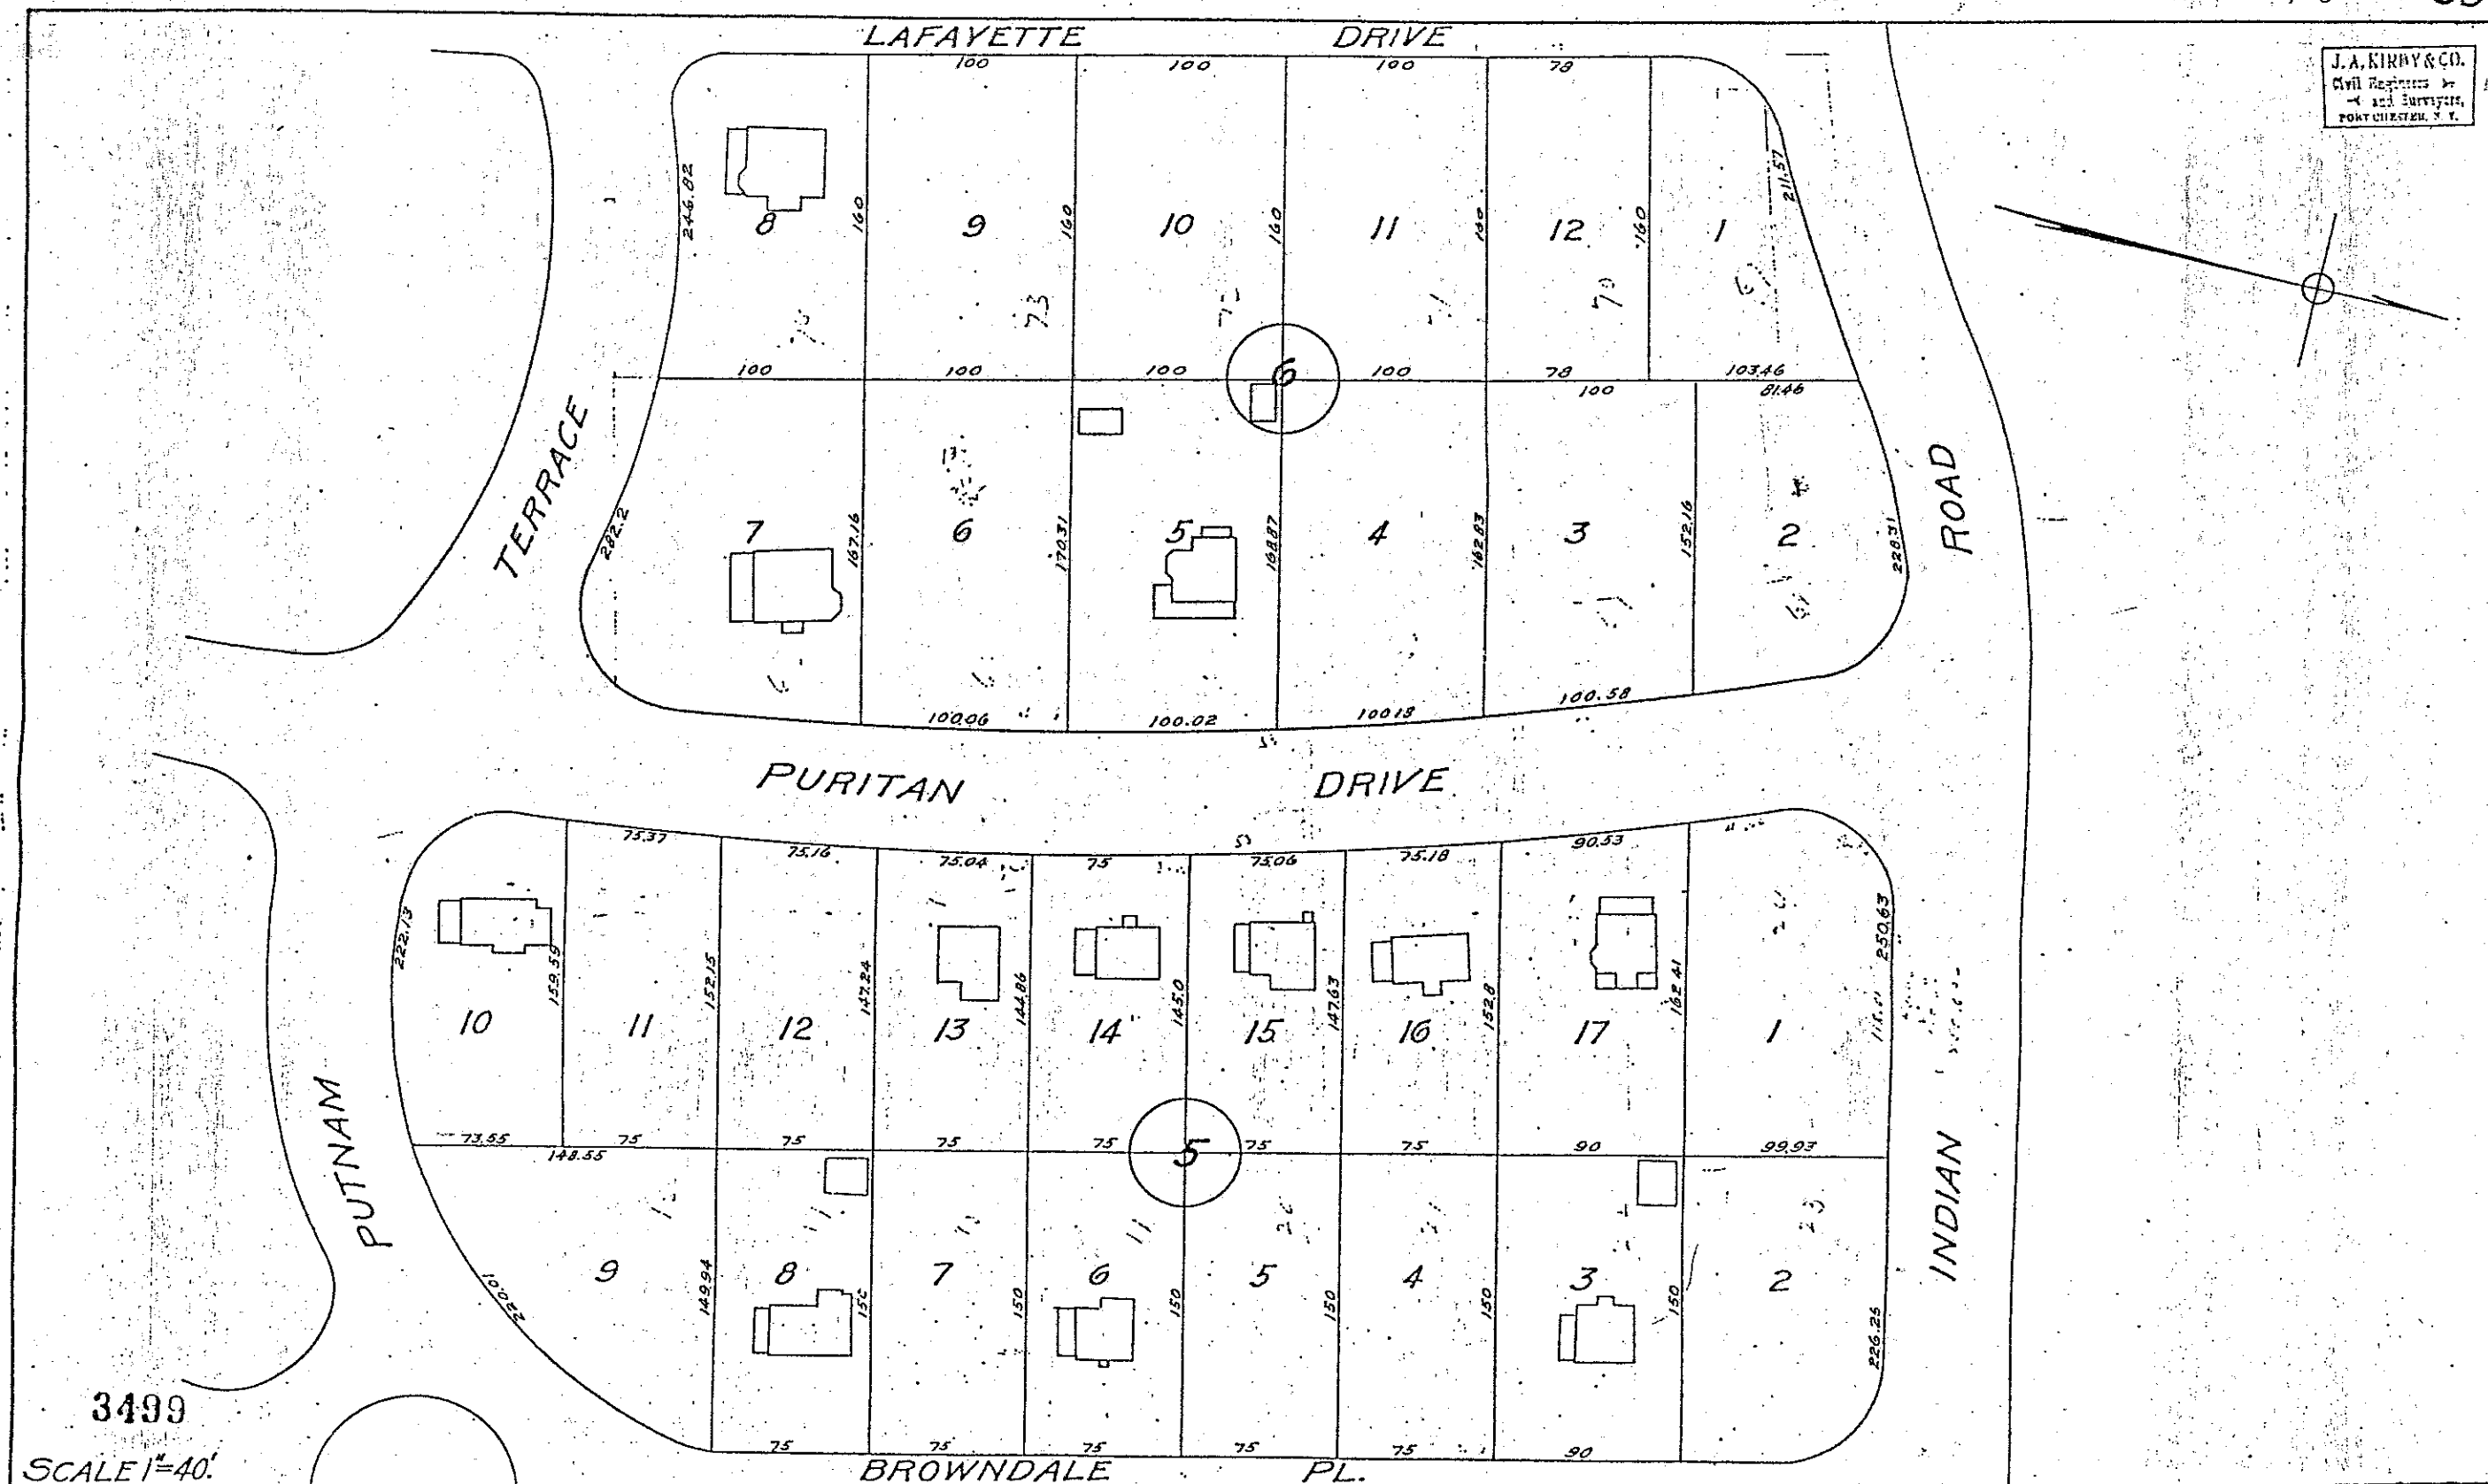 LAFAYETTE DRIVE
J.A. KIRBY & CO.
Civil Engineers
and Surveyors,
PORT CHESTER, N.Y.
100 100 100 78
246.82 160 160 160 160 160 211.57
8 9 10 11 12 1
73 70
6
100 100 100 100 78 103.46
100 81.46
TERRACE
ROAD
282.2 167.16 170.31 168.87 162.83 152.16 228.31
7 6 5 4 3 2
100.06 100.02 100.18 100.58
PURITAN DRIVE
75.37 75.16 75.04 75 75.06 75.18 90.53
222.13 159.59 152.15 147.24 144.86 145.0 147.63 152.8 162.41 250.63
10 11 12 13 14 15 16 17 1
5
73.55 75 75 75 75 75 75 90 99.93
148.55
PUTNAM
INDIAN
23
9 8 7 6 5 4 3 2
220.01 149.94 150 150 150 150 150 150 226.25
75 75 75 75 75 90
BROWNDALE PL.
3499
SCALE 1"=40'